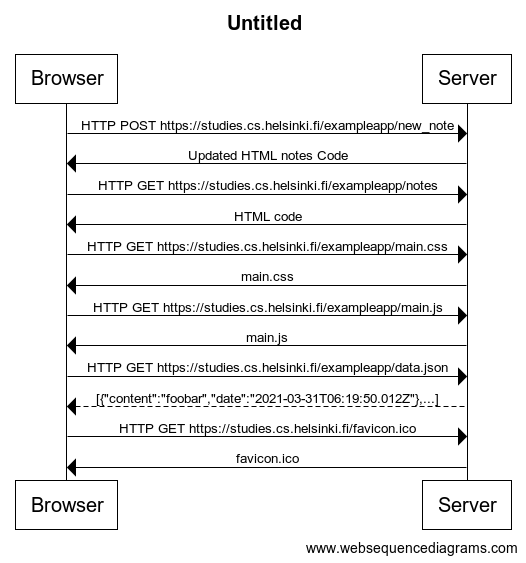 Untitled
Browser Server
HTTP POST https://studies.cs.helsinki.fi/exampleapp/new_note
Updated HTML notes Code
HTTP GET https://studies.cs.helsinki.fi/exampleapp/notes
HTML code
HTTP GET https://studies.cs.helsinki.fi/exampleapp/main.css
main.css
HTTP GET https://studies.cs.helsinki.fi/exampleapp/main.js
main.js
HTTP GET https://studies.cs.helsinki.fi/exampleapp/data.json
[{"content":"foobar","date":"2021-03-31T06:19:50.012Z"},...]
HTTP GET https://studies.cs.helsinki.fi/favicon.ico
favicon.ico
Browser Server
www.websequencediagrams.com